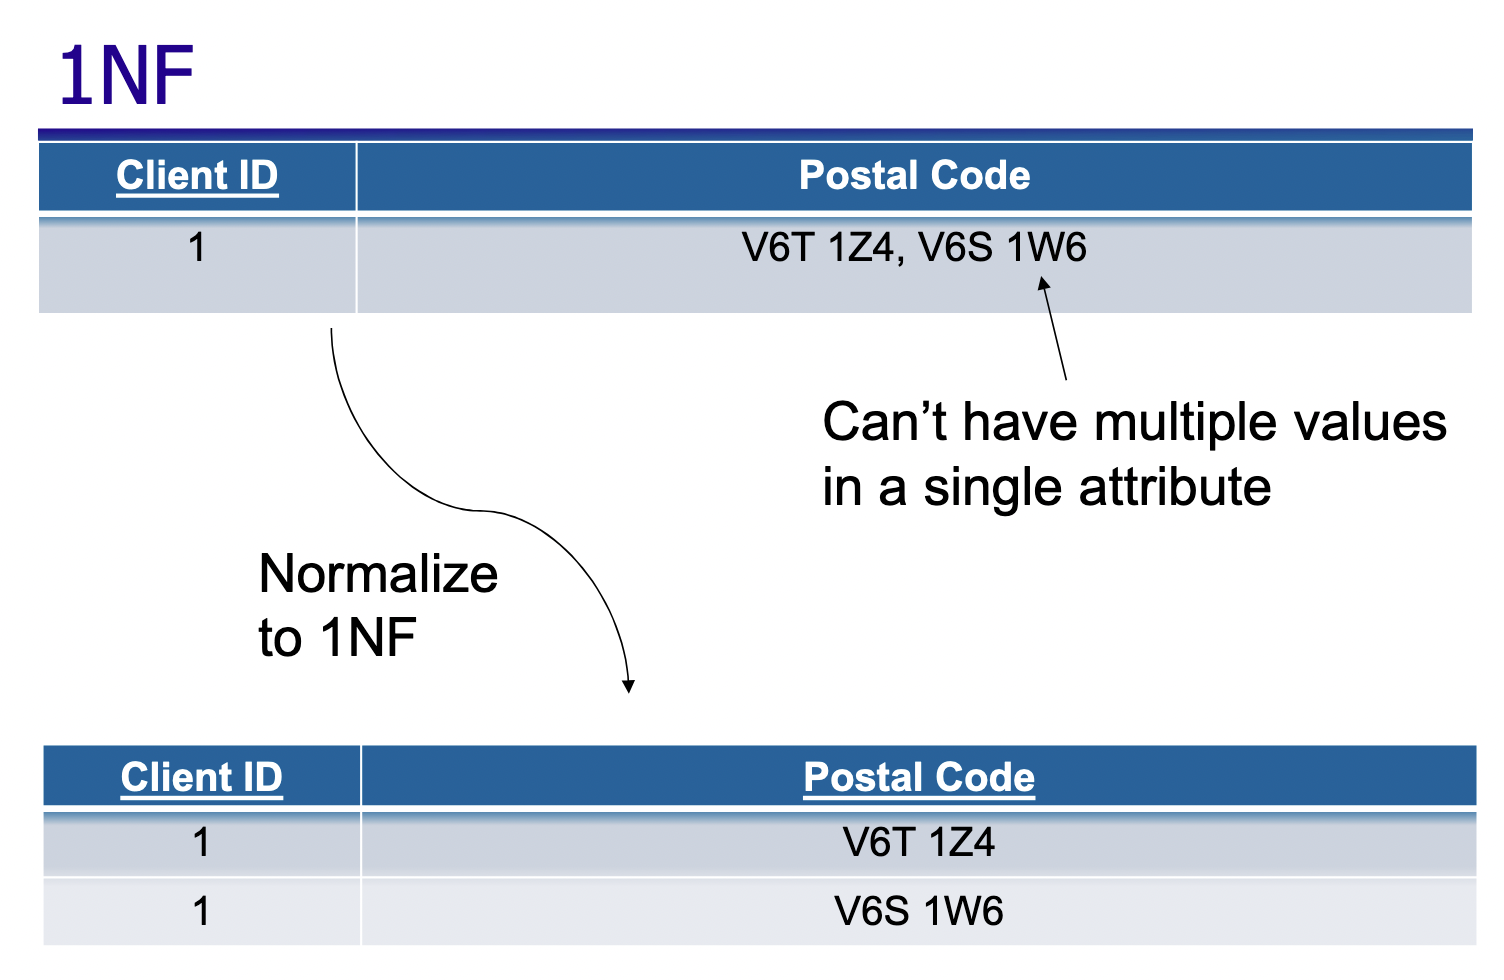 1NF
Client ID Postal Code
1 V6T 1Z4, V6S 1W6
Can’t have multiple values
in a single attribute
Normalize
to 1NF
Client ID Postal Code
1 V6T 1Z4
1 V6S 1W6